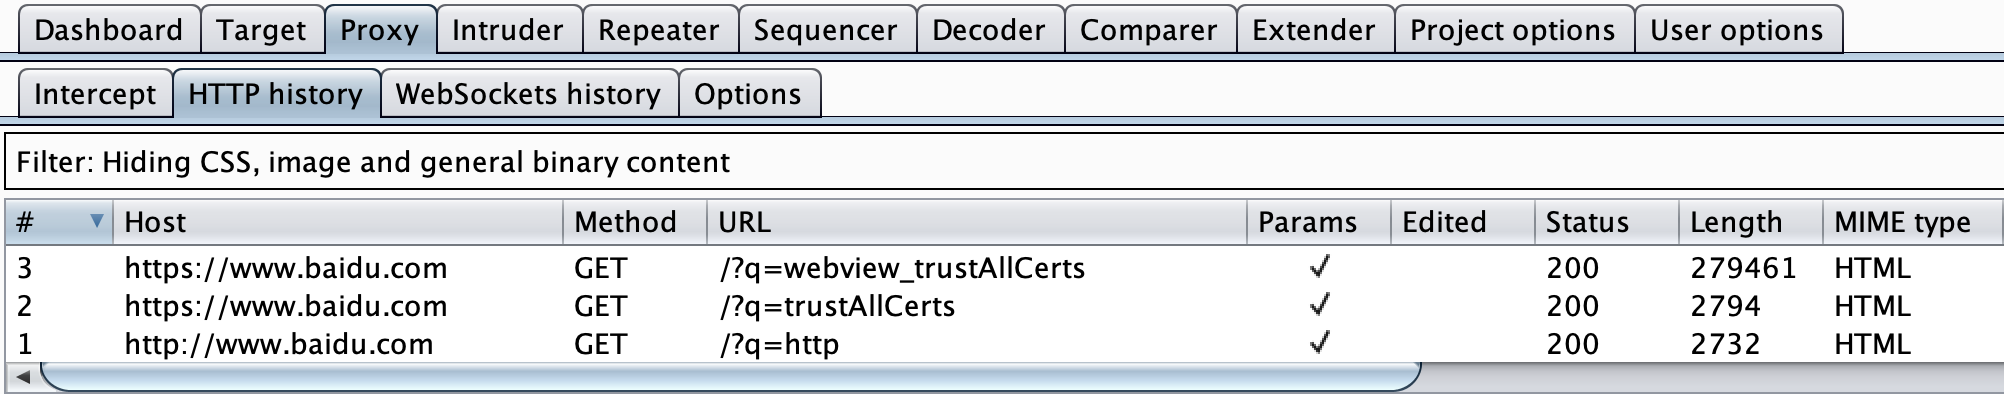 Dashboard Target Proxy Intruder Repeater Sequencer Decoder Comparer Extender Project options User options
Intercept HTTP history WebSockets history Options
Filter: Hiding CSS, image and general binary content
# Host Method URL Params Edited Status Length MIME type
3 https://www.baidu.com GET /?q=webview_trustAllCerts ✓ 200 279461 HTML
2 https://www.baidu.com GET /?q=trustAllCerts ✓ 200 2794 HTML
1 http://www.baidu.com GET /?q=http ✓ 200 2732 HTML